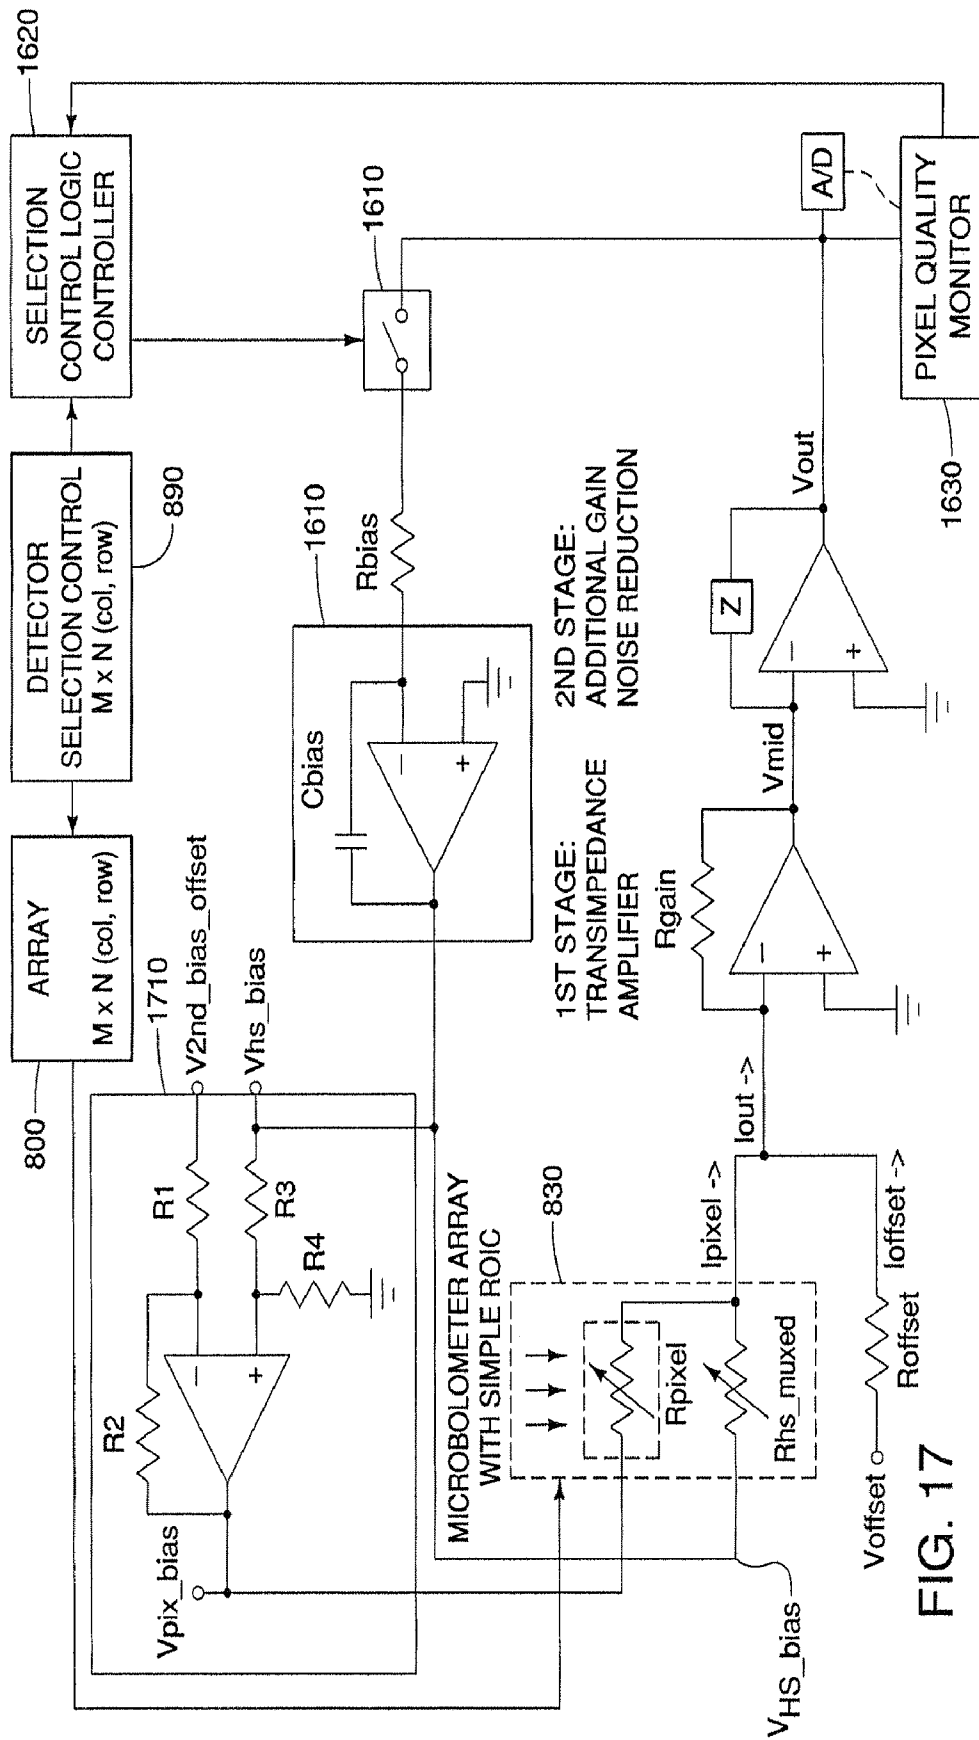 800
ARRAY
M x N (col, row)
DETECTOR
SELECTION CONTROL
M x N (col, row)
890
SELECTION
CONTROL LOGIC
CONTROLLER
1620
1710
V2nd_bias_offset
Vhs_bias
R1
R2
R3
R4
Vpix_bias
1610
Cbias
Rbias
1610
MICROBOLOMETER ARRAY
WITH SIMPLE ROIC
830
1ST STAGE:
TRANSIMPEDANCE
AMPLIFIER
2ND STAGE:
ADDITIONAL GAIN
NOISE REDUCTION
Rpixel
Rhs_muxed
VHS_bias
Ipixel ->
Iout ->
Ioffset ->
Voffset
Roffset
Rgain
Vmid
Z
Vout
A/D
PIXEL QUALITY
MONITOR
1630
− +
− +
− +
− +
FIG. 17